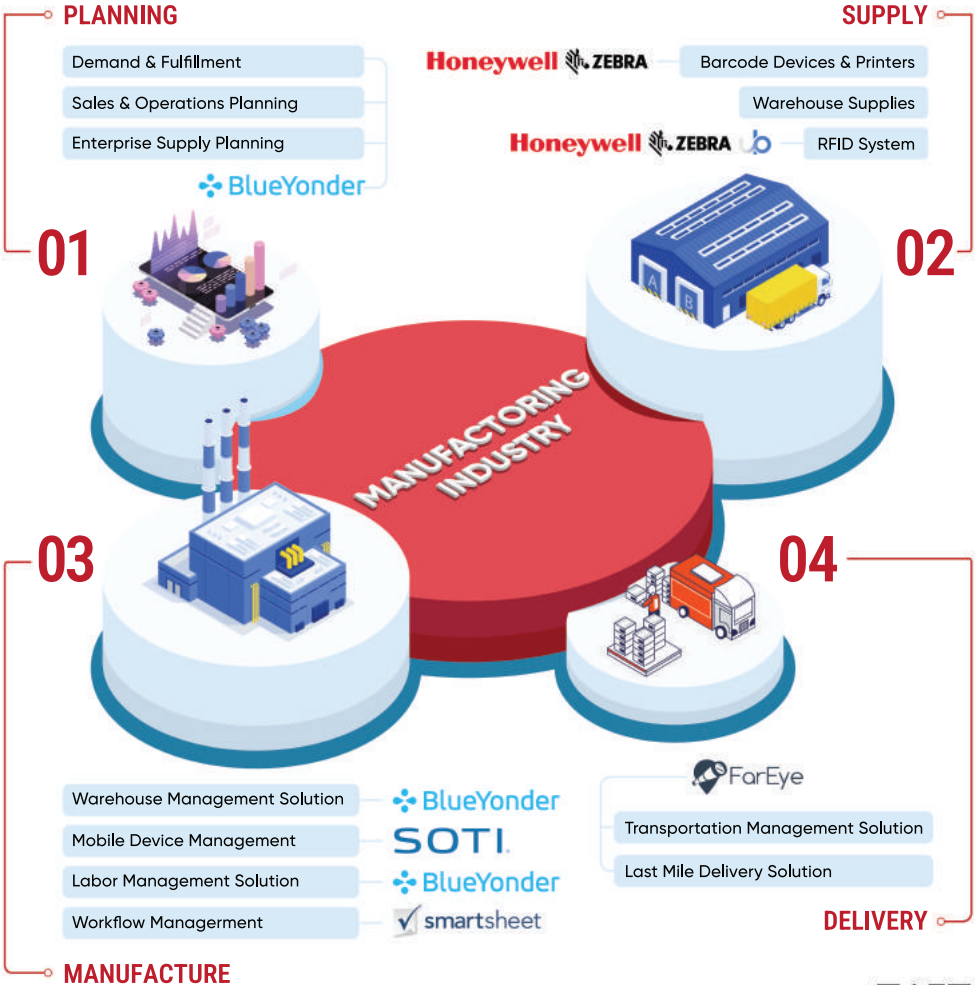 PLANNING
Demand & Fulfillment
Sales & Operations Planning
Enterprise Supply Planning
BlueYonder
01
SUPPLY
Honeywell ZEBRA Barcode Devices & Printers
Warehouse Supplies
Honeywell ZEBRA RFID System
02
A
B
MANUFACTORING
INDUSTRY
03
Warehouse Management Solution BlueYonder
Mobile Device Management SOTI.
Labor Management Solution BlueYonder
Workflow Managerment smartsheet
MANUFACTURE
04
FarEye
Transportation Management Solution
Last Mile Delivery Solution
DELIVERY